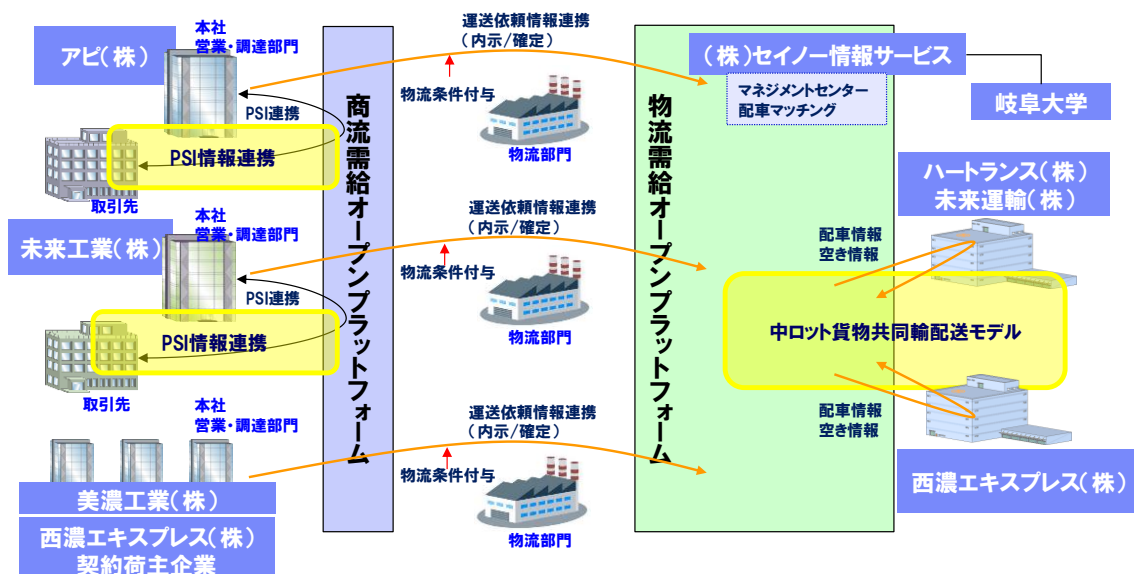 本社
営業・調達部門
アピ(株)
PSI連携
PSI情報連携
取引先
本社
営業・調達部門
未来工業(株)
PSI連携
PSI情報連携
取引先
本社
営業・調達部門
美濃工業(株)
西濃エキスプレス(株)
契約荷主企業
商流需給オープンプラットフォーム
運送依頼情報連携
(内示/確定)
物流条件付与
物流部門
運送依頼情報連携
(内示/確定)
物流条件付与
物流部門
運送依頼情報連携
(内示/確定)
物流条件付与
物流部門
物流需給オープンプラットフォーム
(株)セイノー情報サービス
マネジメントセンター
配車マッチング
岐阜大学
ハートランス(株)
未来運輸(株)
配車情報
空き情報
中ロット貨物共同輸配送モデル
配車情報
空き情報
西濃エキスプレス(株)